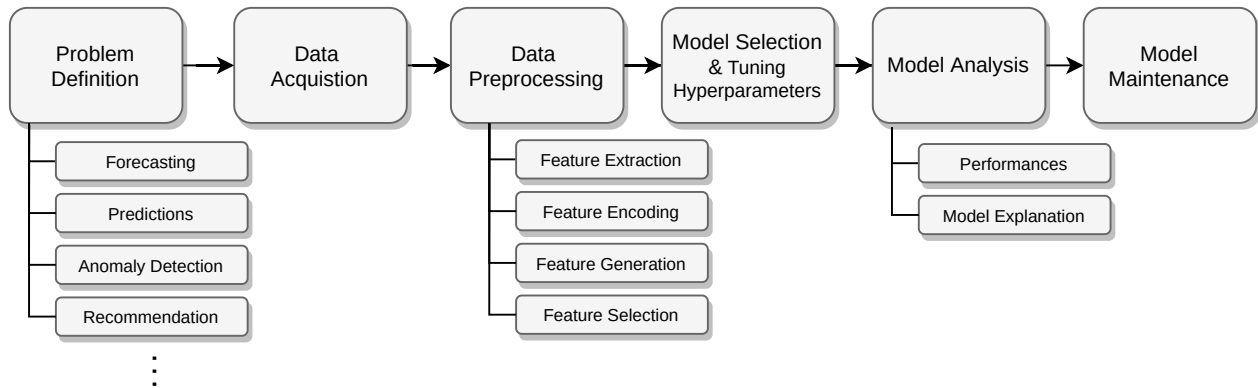 Problem
Definition
Data
Acquistion
Data
Preprocessing
Model Selection
& Tuning
Hyperparameters
Model Analysis
Model
Maintenance
Forecasting
Predictions
Anomaly Detection
Recommendation
Feature Extraction
Feature Encoding
Feature Generation
Feature Selection
Performances
Model Explanation